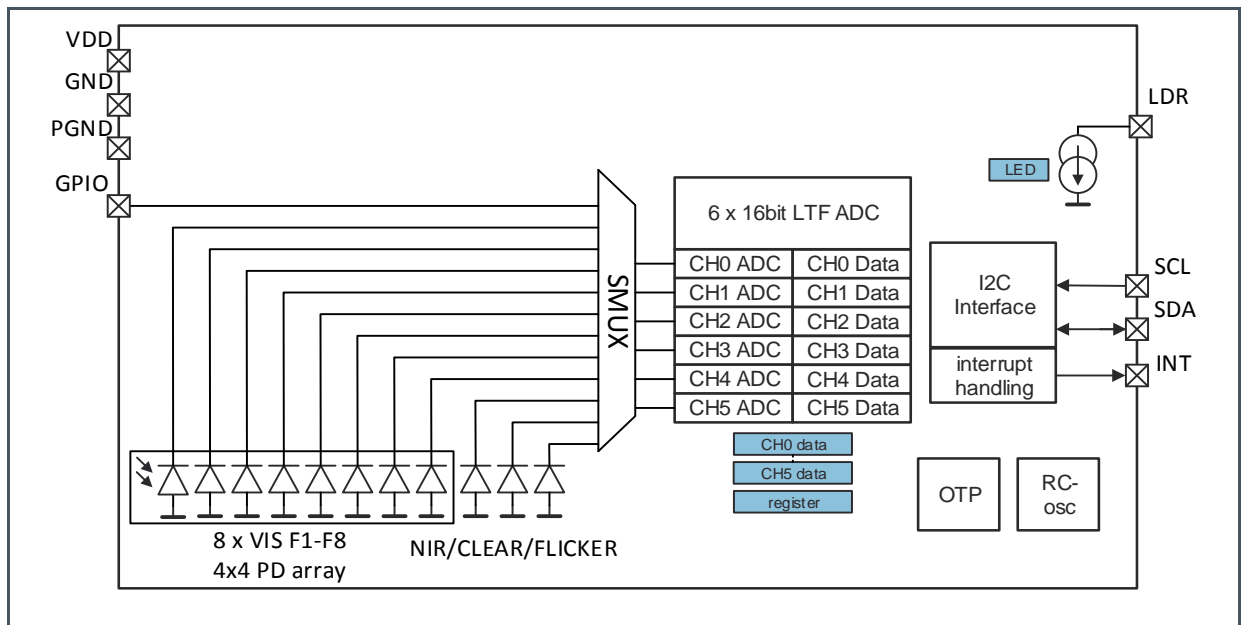 VDD
GND
PGND
GPIO
LDR
LED
SMUX
6 x 16bit LTF ADC
CH0 ADC CH0 Data
CH1 ADC CH1 Data
CH2 ADC CH2 Data
CH3 ADC CH3 Data
CH4 ADC CH4 Data
CH5 ADC CH5 Data
CH0 data
CH5 data
register
I2C
Interface
interrupt
handling
SCL
SDA
INT
OTP
RC-
osc
8 x VIS F1-F8
4x4 PD array
NIR/CLEAR/FLICKER